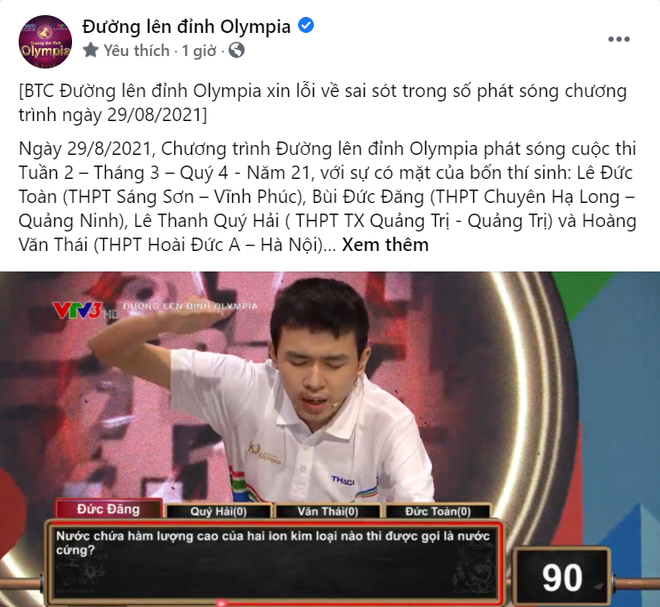 Đường lên đỉnh Olympia
Yêu thích · 1 giờ ·
[BTC Đường lên đỉnh Olympia xin lỗi về sai sót trong số phát sóng chương
trình ngày 29/08/2021]
Ngày 29/8/2021, Chương trình Đường lên đỉnh Olympia phát sóng cuộc thi
Tuần 2 – Tháng 3 – Quý 4 - Năm 21, với sự có mặt của bốn thí sinh: Lê Đức
Toàn (THPT Sáng Sơn – Vĩnh Phúc), Bùi Đức Đăng (THPT Chuyên Hạ Long –
Quảng Ninh), Lê Thanh Quý Hải ( THPT TX Quảng Trị - Quảng Trị) và Hoàng
Văn Thái (THPT Hoài Đức A – Hà Nội)... Xem thêm
VTV3 HD ĐƯỜNG LÊN ĐỈNH OLYMPIA
Olympia
THACO
Đức Đăng Quý Hải(0) Văn Thái(0) Đức Toàn(0)
Nước chứa hàm lượng cao của hai ion kim loại nào thì được gọi là nước
cứng?
90